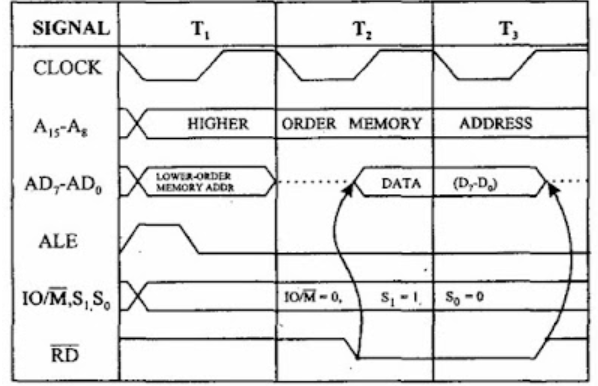 SIGNAL T₁ T₂ T₃
CLOCK
A₁₅-A₈ HIGHER ORDER MEMORY ADDRESS
AD₇-AD₀ LOWER-ORDER MEMORY ADDR DATA (D₇-D₀)
ALE
IO/M̅,S₁,S₀ IO/M̅ = 0, S₁ = 1, S₀ = 0
R̅D̅